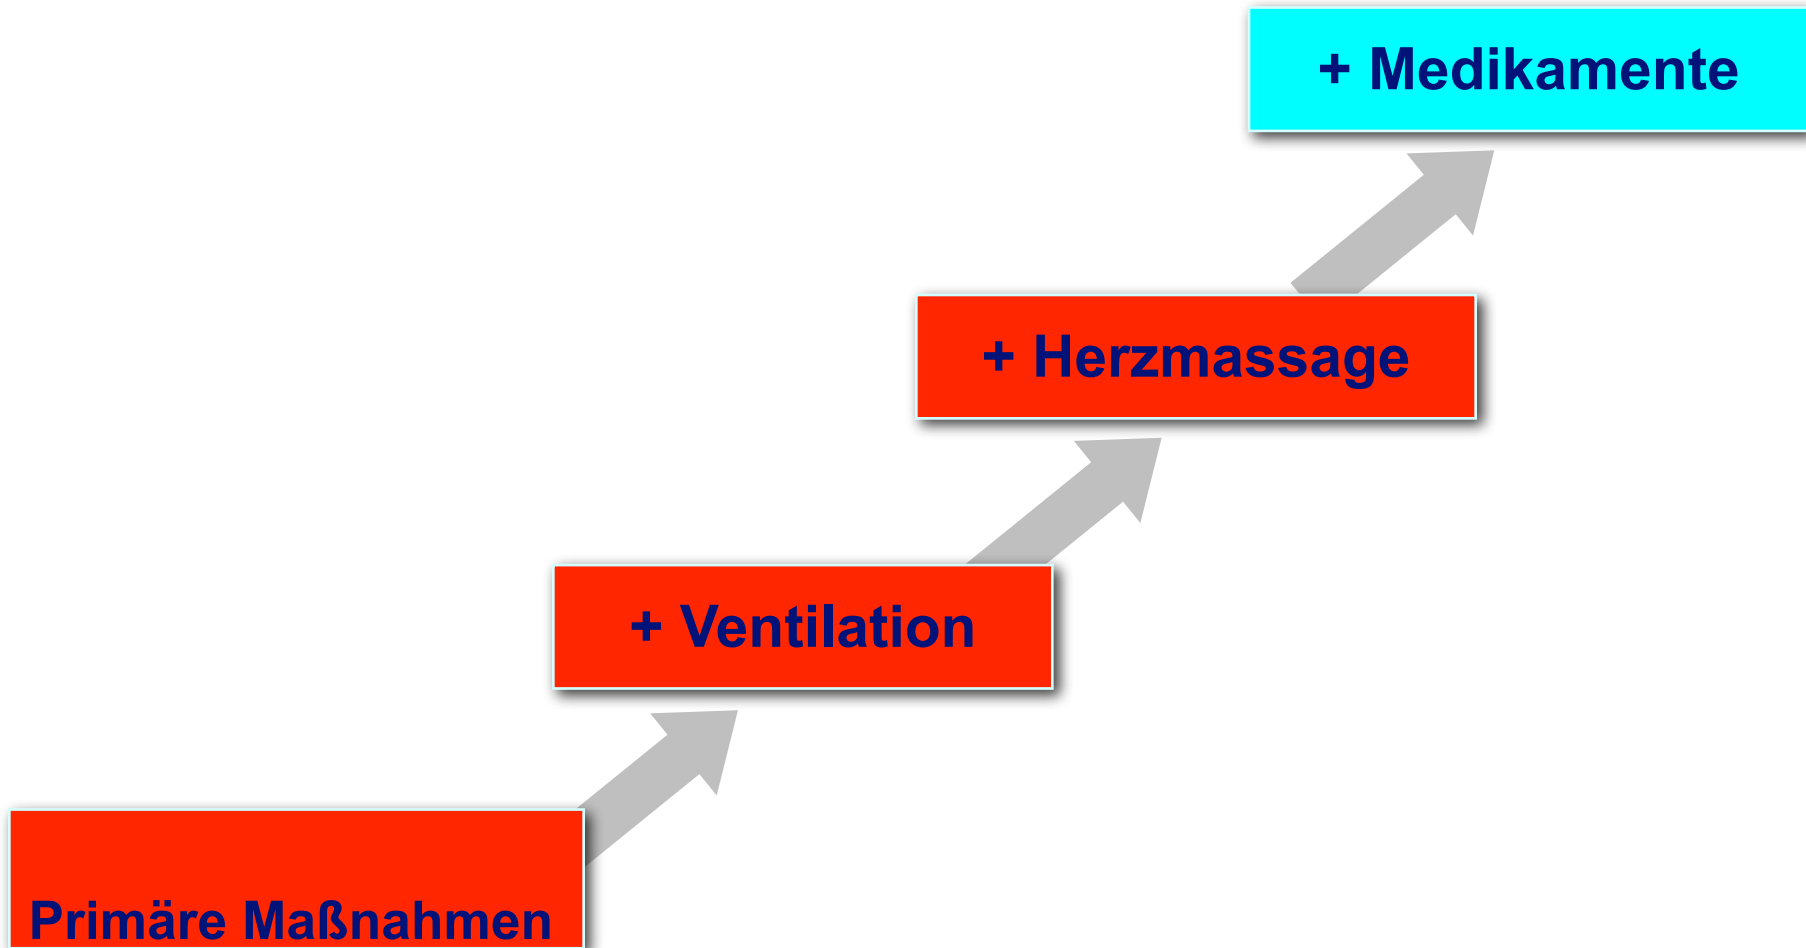 + Medikamente
+ Herzmassage
+ Ventilation
Primäre Maßnahmen